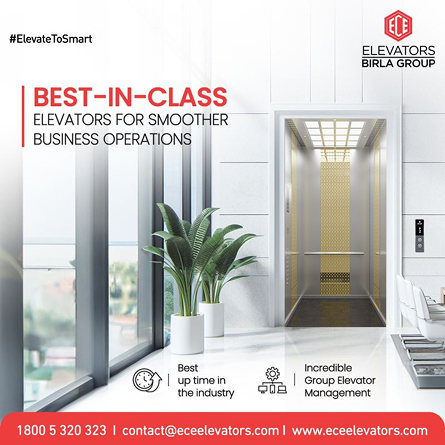 #ElevateToSmart
ECE
ELEVATORS
BIRLA GROUP
BEST-IN-CLASS
ELEVATORS FOR SMOOTHER
BUSINESS OPERATIONS
Best
up time in
the industry
Incredible
Group Elevator
Management
1800 5 320 323 | contact@eceelevators.com | www.eceelevators.com